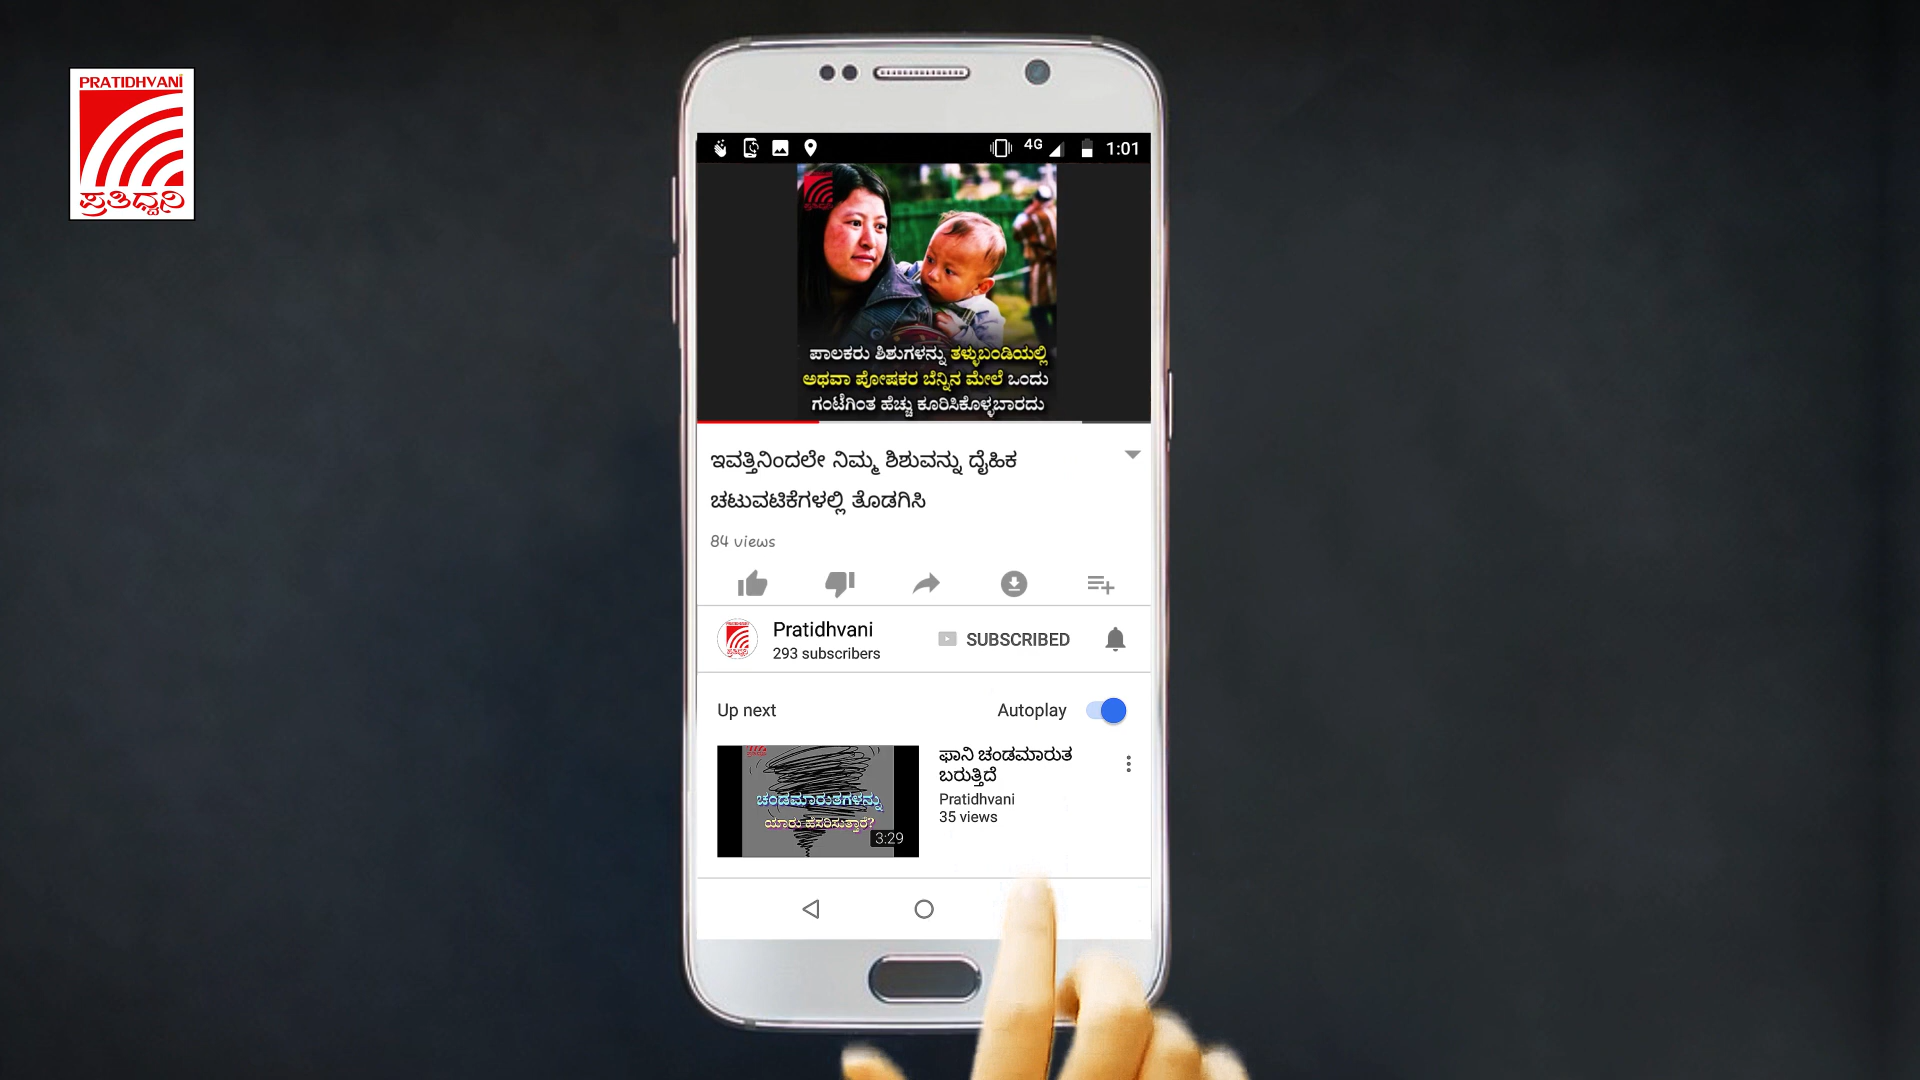 PRATIDHVANI
ಪ್ರತಿಧ್ವನಿ
4G 1:01
ಪಾಲಕರು ಶಿಶುಗಳನ್ನು ತಳ್ಳುಬಂಡಿಯಲ್ಲಿ
ಅಥವಾ ಪೋಷಕರ ಬೆನ್ನಿನ ಮೇಲೆ ಒಂದು
ಗಂಟೆಗಿಂತ ಹೆಚ್ಚು ಕೂರಿಸಿಕೊಳ್ಳಬಾರದು
ಇವತ್ತಿನಿಂದಲೇ ನಿಮ್ಮ ಶಿಶುವನ್ನು ದೈಹಿಕ
ಚಟುವಟಿಕೆಗಳಲ್ಲಿ ತೊಡಗಿಸಿ
84 views
Pratidhvani
293 subscribers
SUBSCRIBED
Up next
Autoplay
ಚಂಡಮಾರುತಗಳನ್ನು
ಯಾರು ಹೆಸರಿಸುತ್ತಾರೆ?
3:29
ಫಾನಿ ಚಂಡಮಾರುತ
ಬರುತ್ತಿದೆ
Pratidhvani
35 views